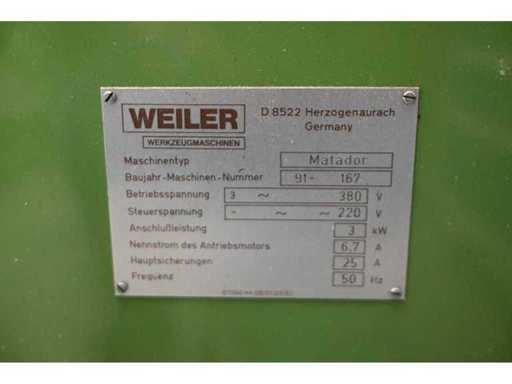 WEILER
WERKZEUGMASCHINEN
D 8522 Herzogenaurach
Germany
Maschinentyp Matador
Baujahr-Maschinen-Nummer 91- 167
Betriebsspannung 3 ~ 380 V
Steuerspannung - ~ ~ 220 V
Anschlußleistung 3 kW
Nennstrom des Antriebsmotors 6,7 A
Hauptsicherungen 25 A
Frequenz 50 Hz